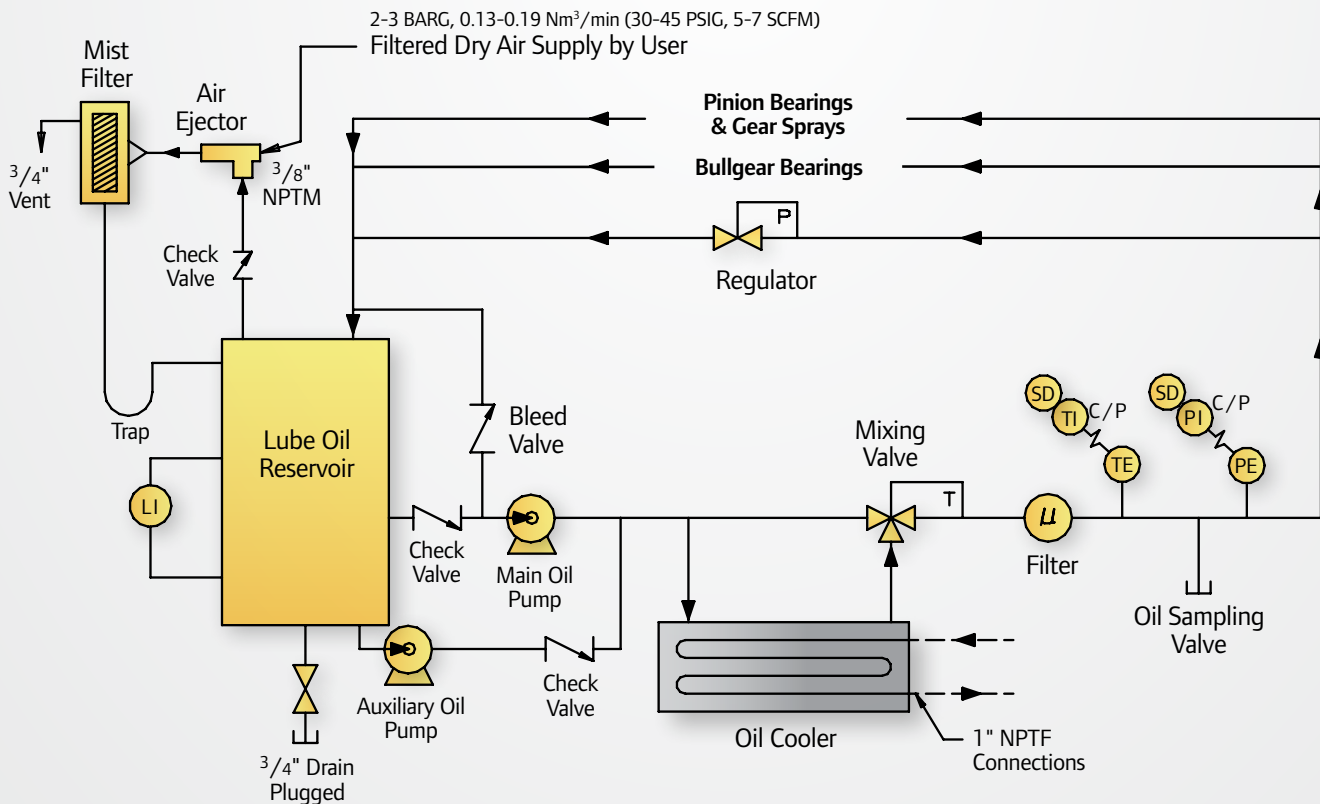 2-3 BARG, 0.13-0.19 Nm³/min (30-45 PSIG, 5-7 SCFM)
Filtered Dry Air Supply by User
Mist
Filter
Air
Ejector
3/4"
Vent
3/8"
NPTM
Pinion Bearings
& Gear Sprays
Bullgear Bearings
P
Regulator
Check
Valve
Trap
Lube Oil
Reservoir
LI
Bleed
Valve
Check
Valve
Main Oil
Pump
Mixing
Valve
T
SD
TI
C/P
TE
SD
PI
C/P
PE
μ
Filter
Oil Sampling
Valve
Auxiliary Oil
Pump
Check
Valve
Oil Cooler
1" NPTF
Connections
3/4" Drain
Plugged